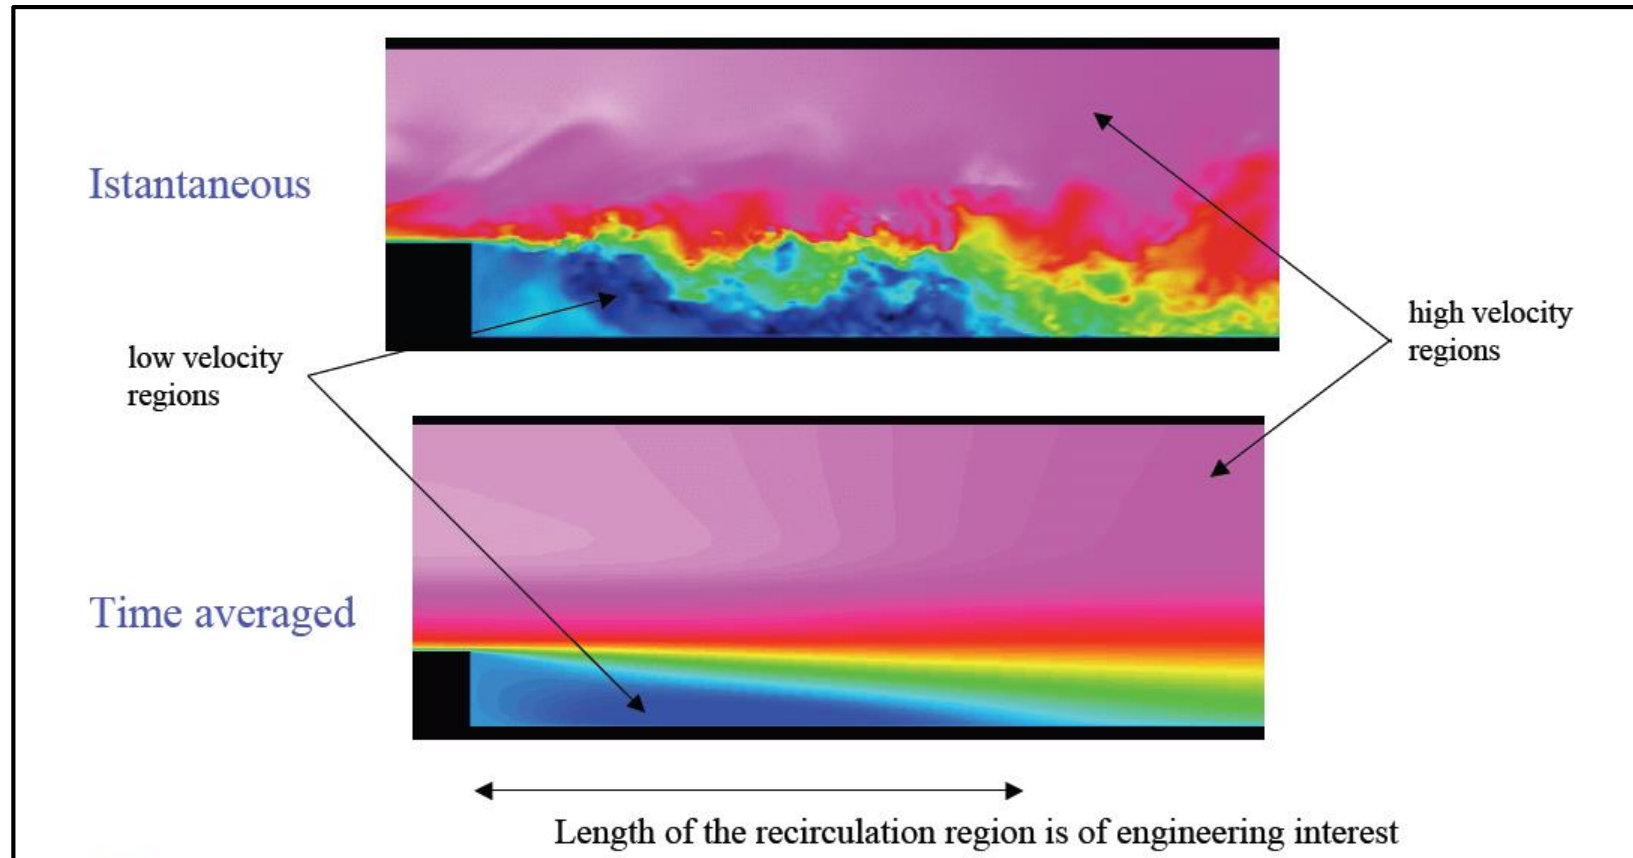 Istantaneous
low velocity
regions
high velocity
regions
Time averaged
Length of the recirculation region is of engineering interest